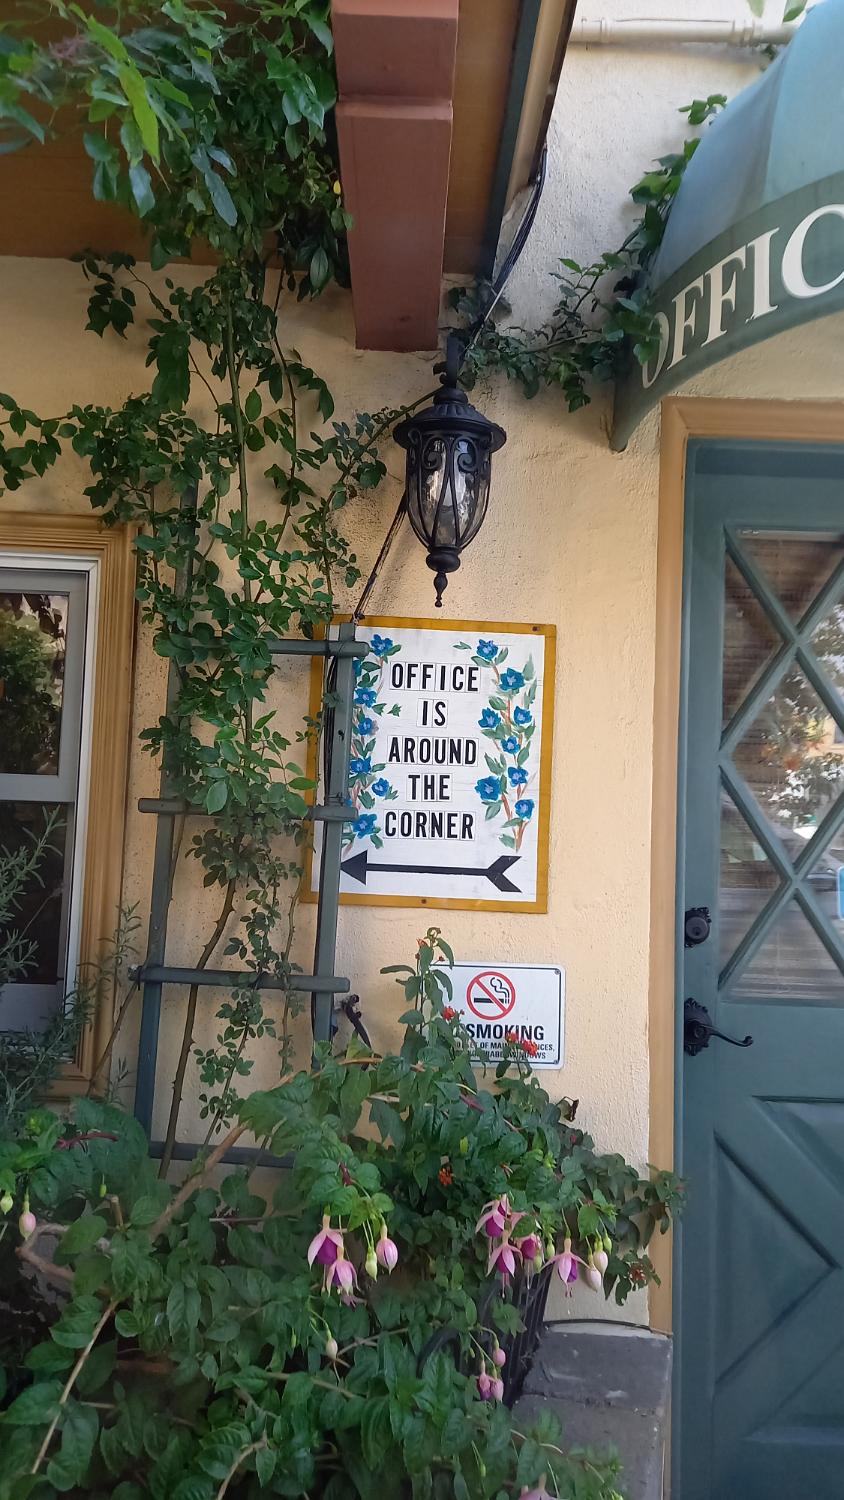 OFFIC
OFFICE
IS
AROUND
THE
CORNER
SMOKING